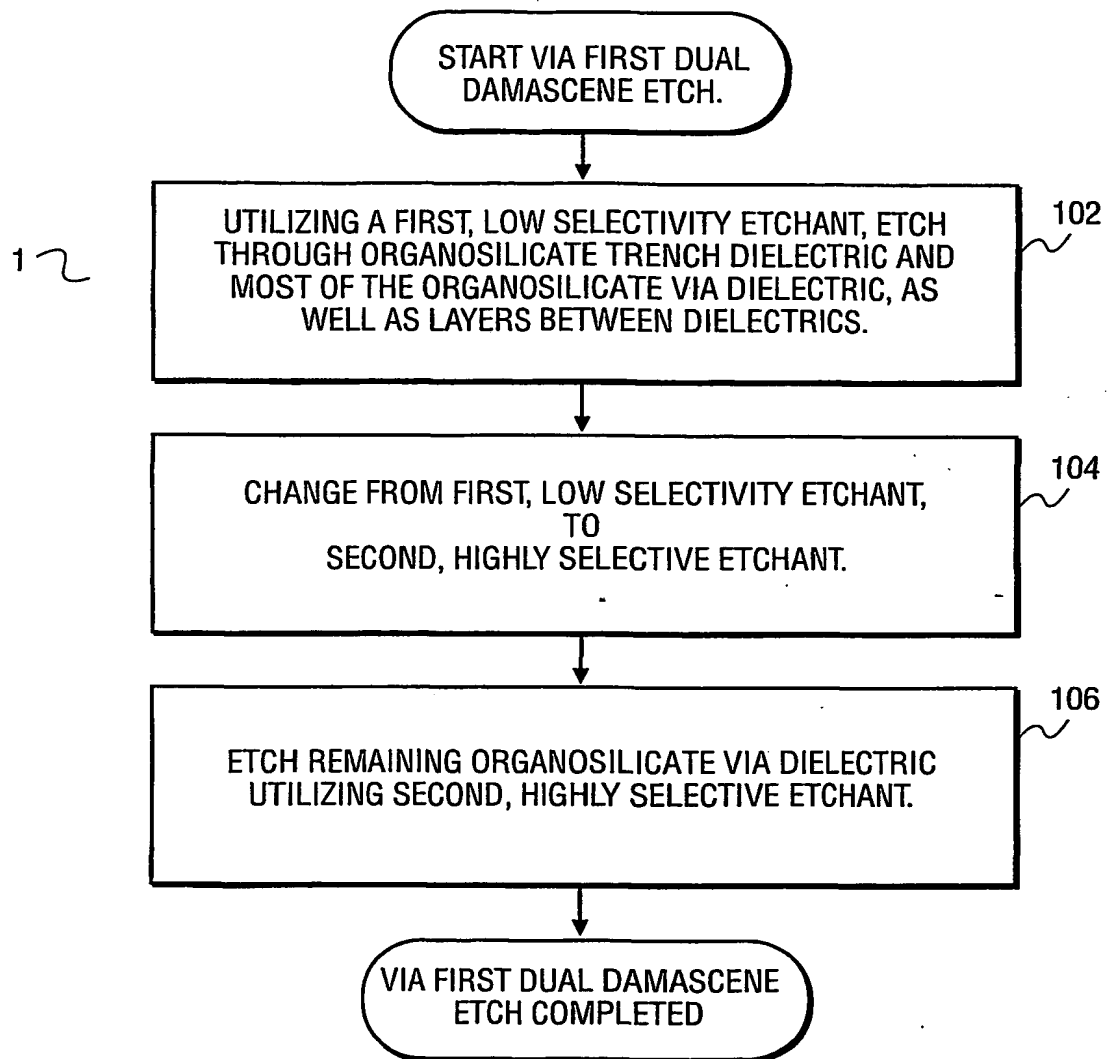 START VIA FIRST DUAL
DAMASCENE ETCH.
1
102
UTILIZING A FIRST, LOW SELECTIVITY ETCHANT, ETCH
THROUGH ORGANOSILICATE TRENCH DIELECTRIC AND
MOST OF THE ORGANOSILICATE VIA DIELECTRIC, AS
WELL AS LAYERS BETWEEN DIELECTRICS.
104
CHANGE FROM FIRST, LOW SELECTIVITY ETCHANT,
TO
SECOND, HIGHLY SELECTIVE ETCHANT.
106
ETCH REMAINING ORGANOSILICATE VIA DIELECTRIC
UTILIZING SECOND, HIGHLY SELECTIVE ETCHANT.
VIA FIRST DUAL DAMASCENE
ETCH COMPLETED